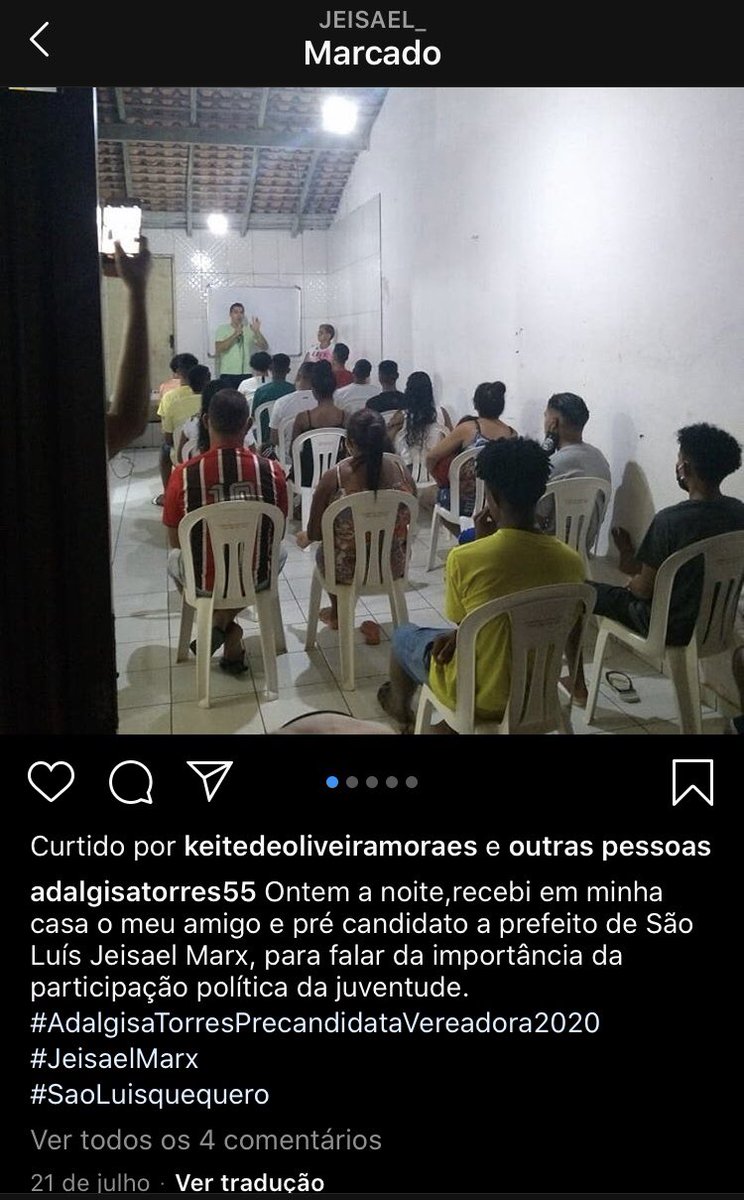 JEISAEL_
Marcado
10
Curtido por keitedeoliveiramoraes e outras pessoas
adalgisatorres55 Ontem a noite,recebi em minha
casa o meu amigo e pré candidato a prefeito de São
Luís Jeisael Marx, para falar da importância da
participação política da juventude.
#AdalgisaTorresPrecandidataVereadora2020
#JeisaelMarx
#SaoLuisquequero
Ver todos os 4 comentários
21 de julho · Ver tradução